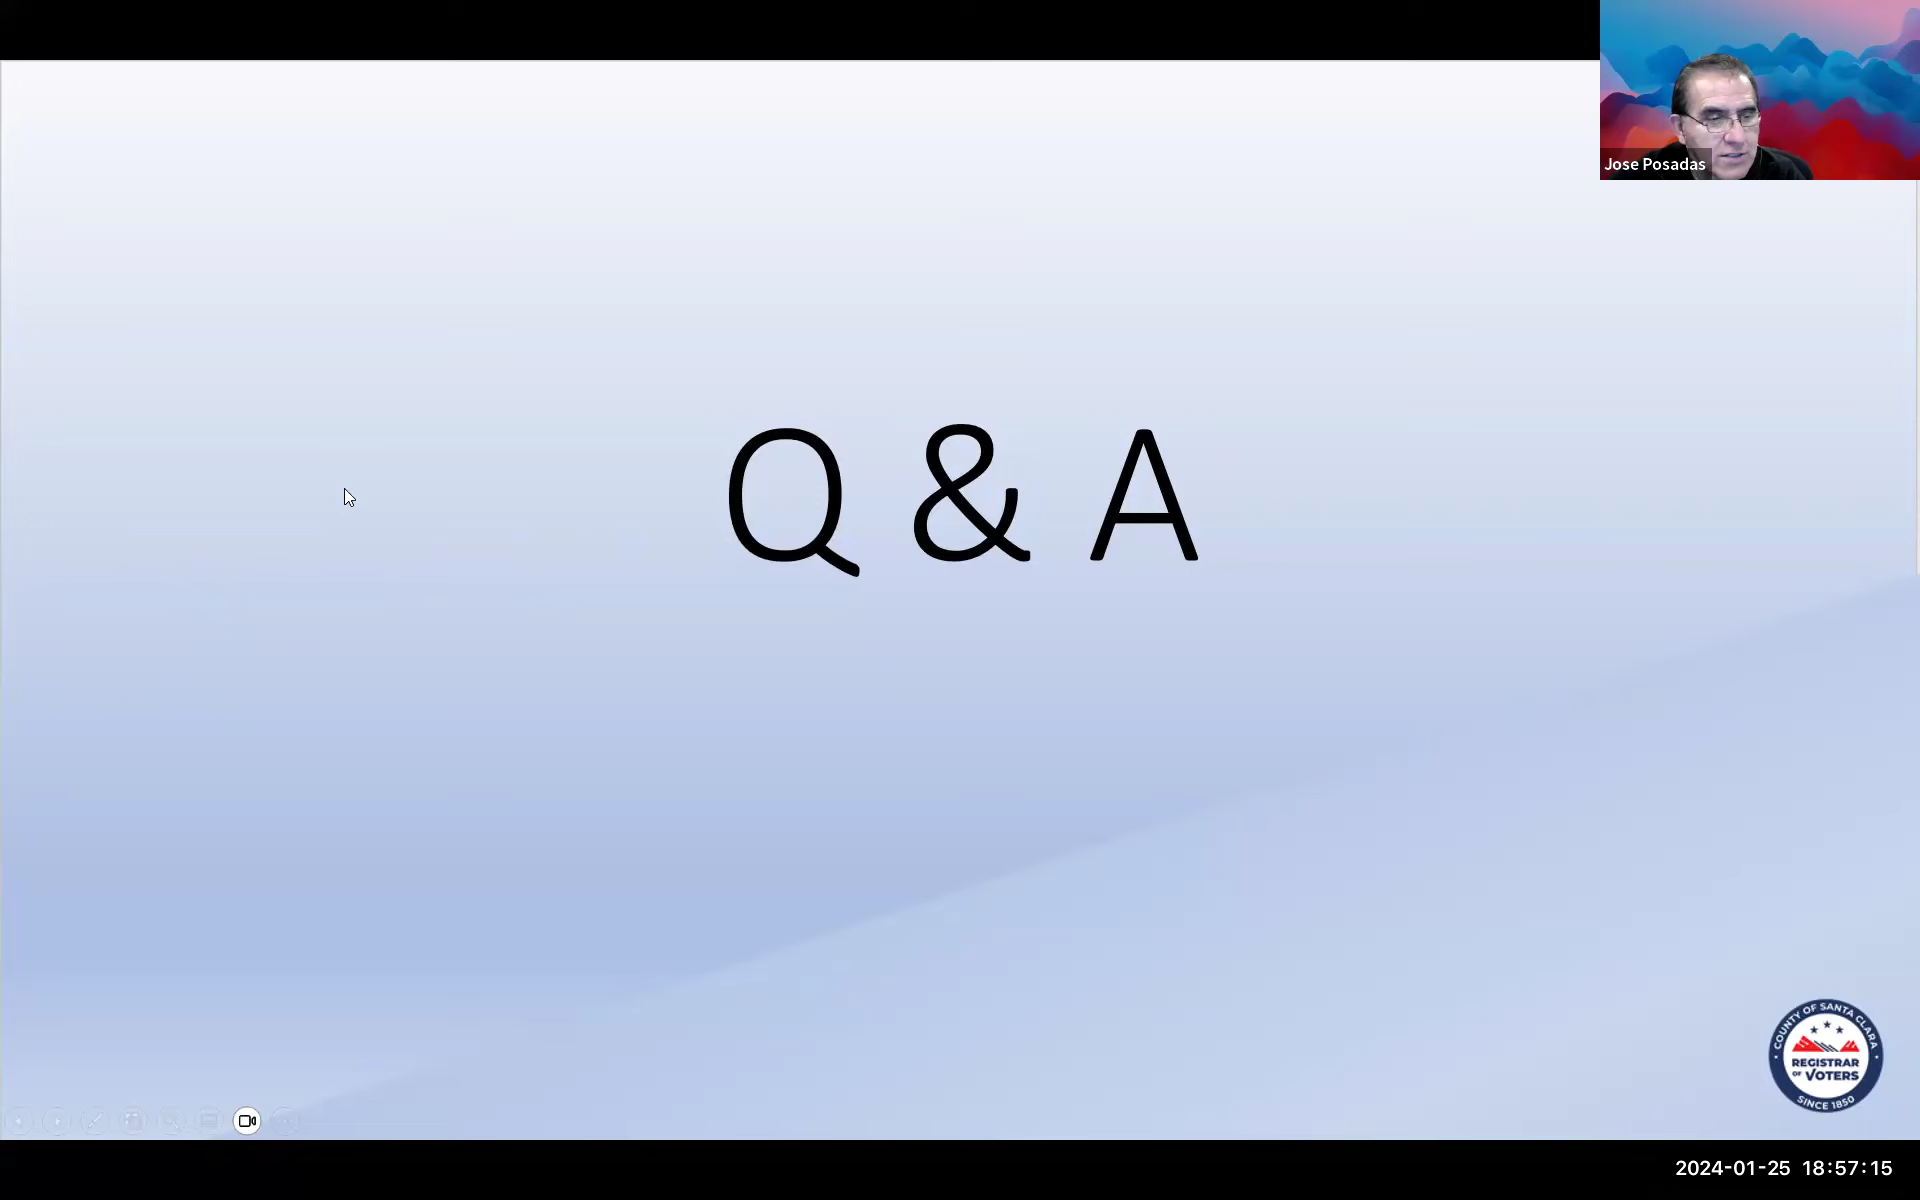 Jose Posadas
Q & A
COUNTY OF SANTA CLARA
REGISTRAR
OF VOTERS
SINCE 1850
2024-01-25 18:57:15